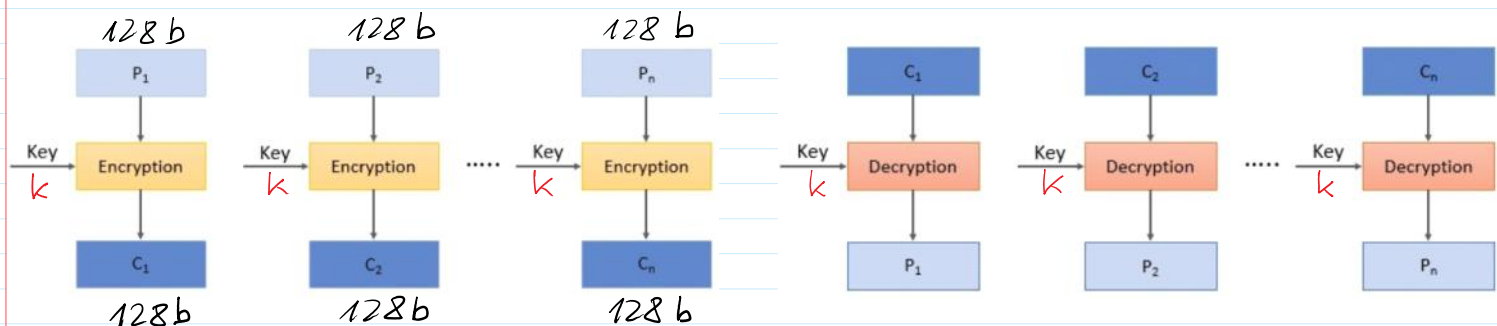 128 b 128 b 128 b
P1 P2 Pn C1 C2 Cn
Key Encryption Key Encryption ..... Key Encryption Key Decryption Key Decryption ..... Key Decryption
k k k k k k
C1 C2 Cn P1 P2 Pn
128b 128b 128 b